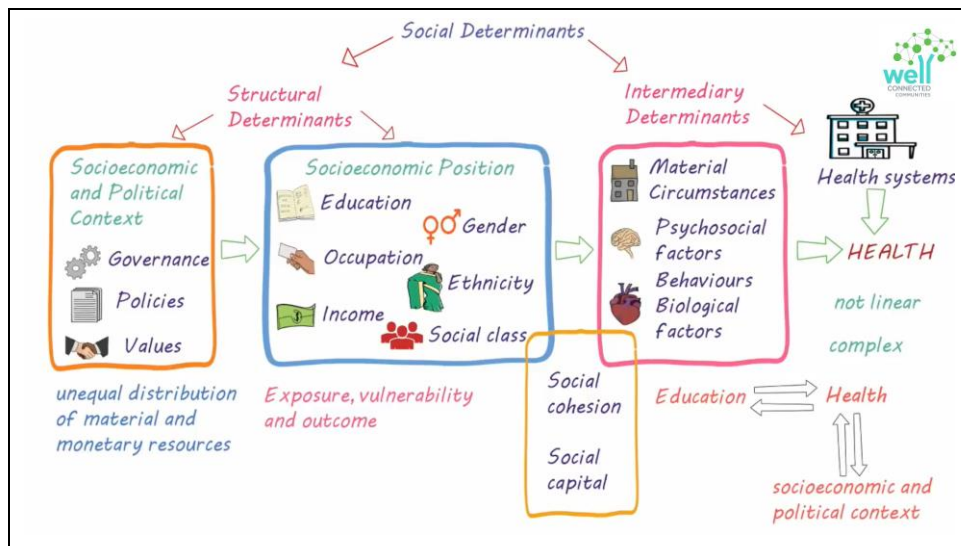 Social Determinants
well
CONNECTED
COMMUNITIES
Structural
Determinants
Intermediary
Determinants
Socioeconomic
and Political
Context
Governance
Policies
Values
unequal distribution
of material and
monetary resources
Socioeconomic Position
Education
Gender
Occupation
Ethnicity
Income
Social class
Exposure, vulnerability
and outcome
Material
Circumstances
Psychosocial
factors
Behaviours
Biological
factors
Social
cohesion
Social
capital
Health systems
HEALTH
not linear
complex
Education
Health
socioeconomic and
political context